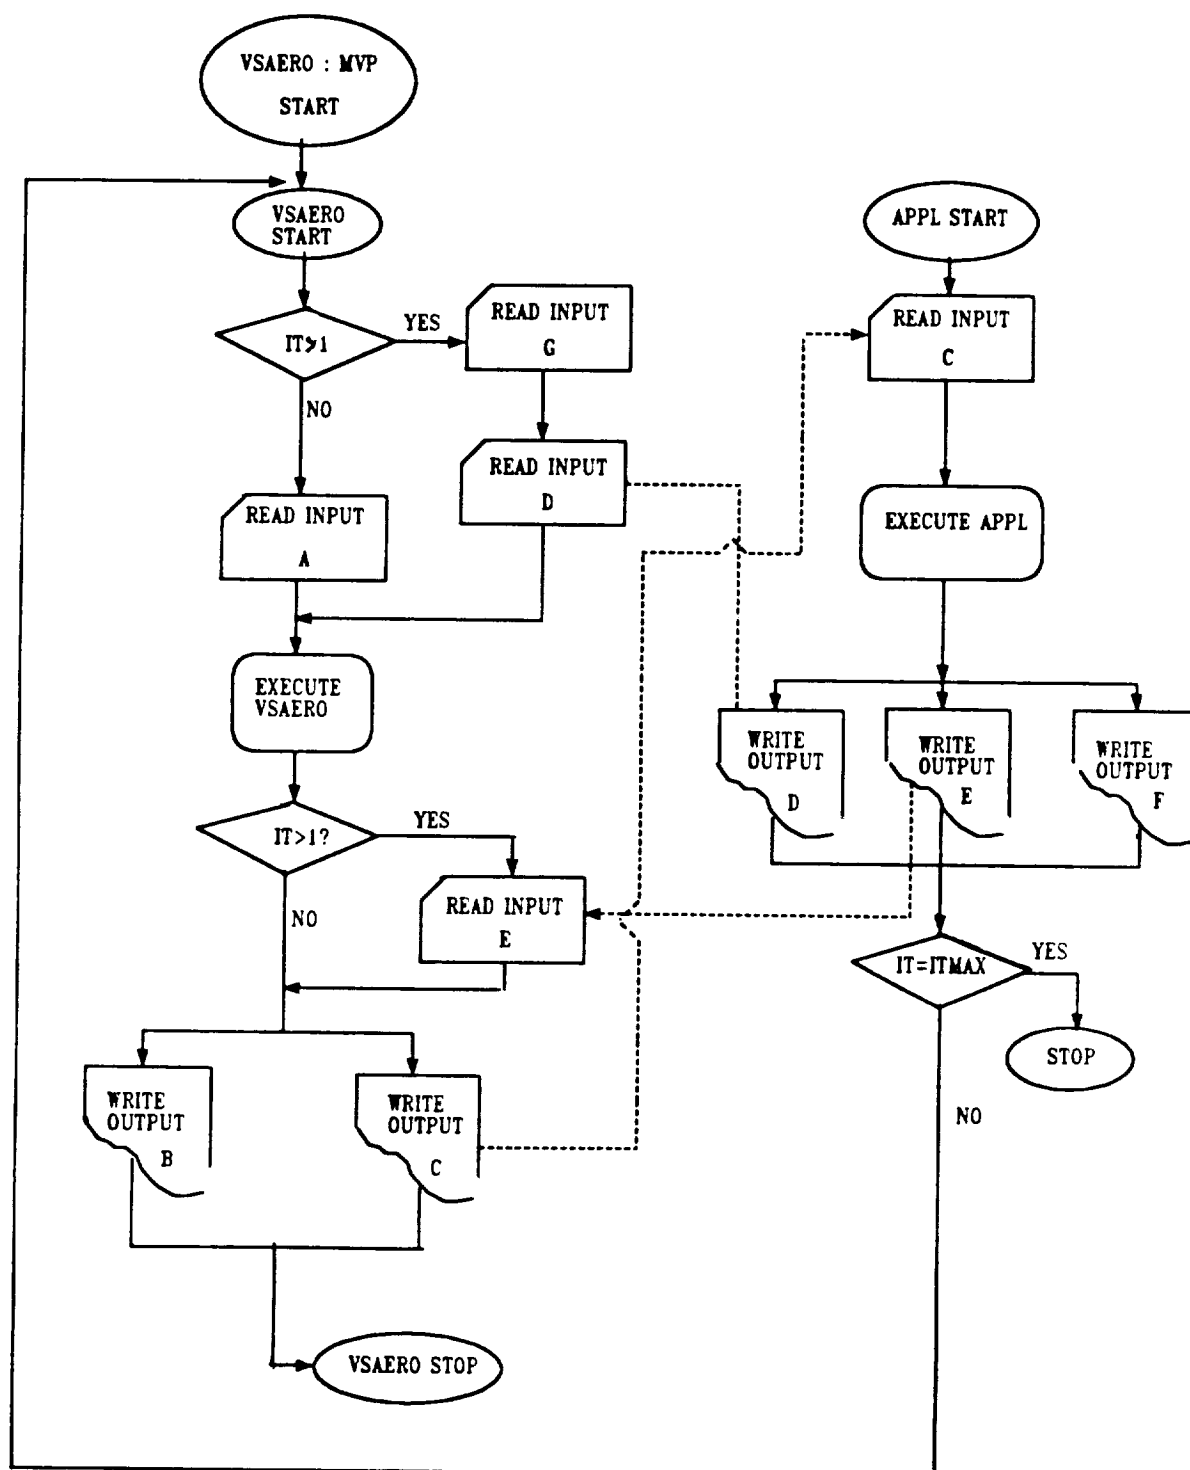 VSAERO : MVP
START
VSAERO
START
IT>1
YES
NO
READ INPUT
G
READ INPUT
D
READ INPUT
A
EXECUTE
VSAERO
IT>1?
YES
NO
READ INPUT
E
WRITE
OUTPUT
B
WRITE
OUTPUT
C
VSAERO STOP
APPL START
READ INPUT
C
EXECUTE APPL
WRITE
OUTPUT
D
WRITE
OUTPUT
E
WRITE
OUTPUT
F
IT=ITMAX
YES
STOP
NO